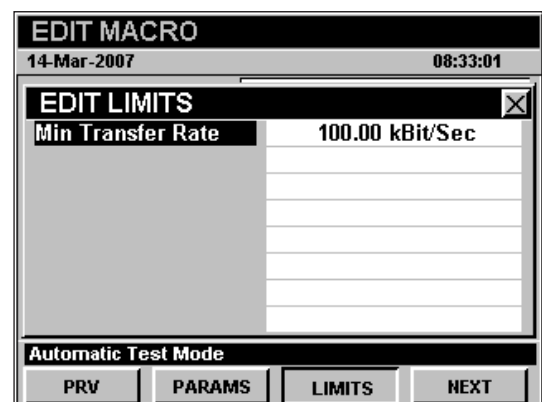 EDIT MACRO
14-Mar-2007 08:33:01
EDIT LIMITS
Min Transfer Rate 100.00 kBit/Sec
Automatic Test Mode
PRV PARAMS LIMITS NEXT